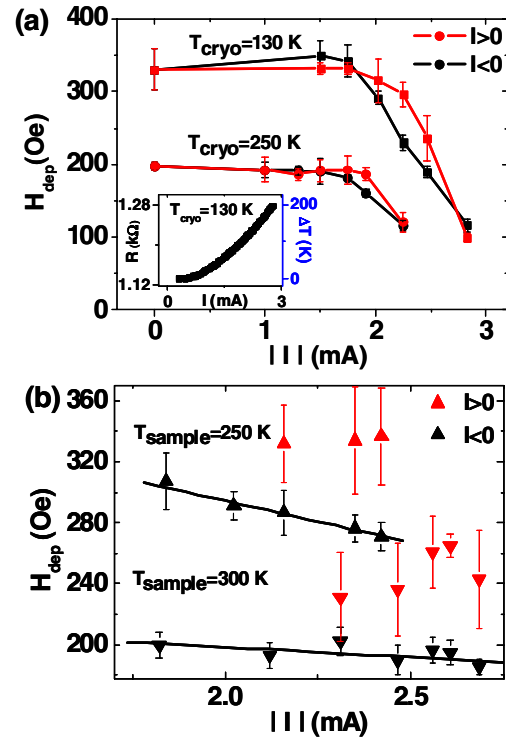 (a)
400
300
200
100
0
H_dep(Oe)
T_cryo=130 K
I>0
I<0
T_cryo=250 K
1.28
1.12
R (kΩ)
T_cryo=130 K
200
0
ΔT(K)
0
I (mA)
3
0
1
2
3
| I | (mA)
(b)
360
320
280
240
200
H_dep (Oe)
I>0
T_sample=250 K
I<0
T_sample=300 K
2.0
2.5
| I | (mA)